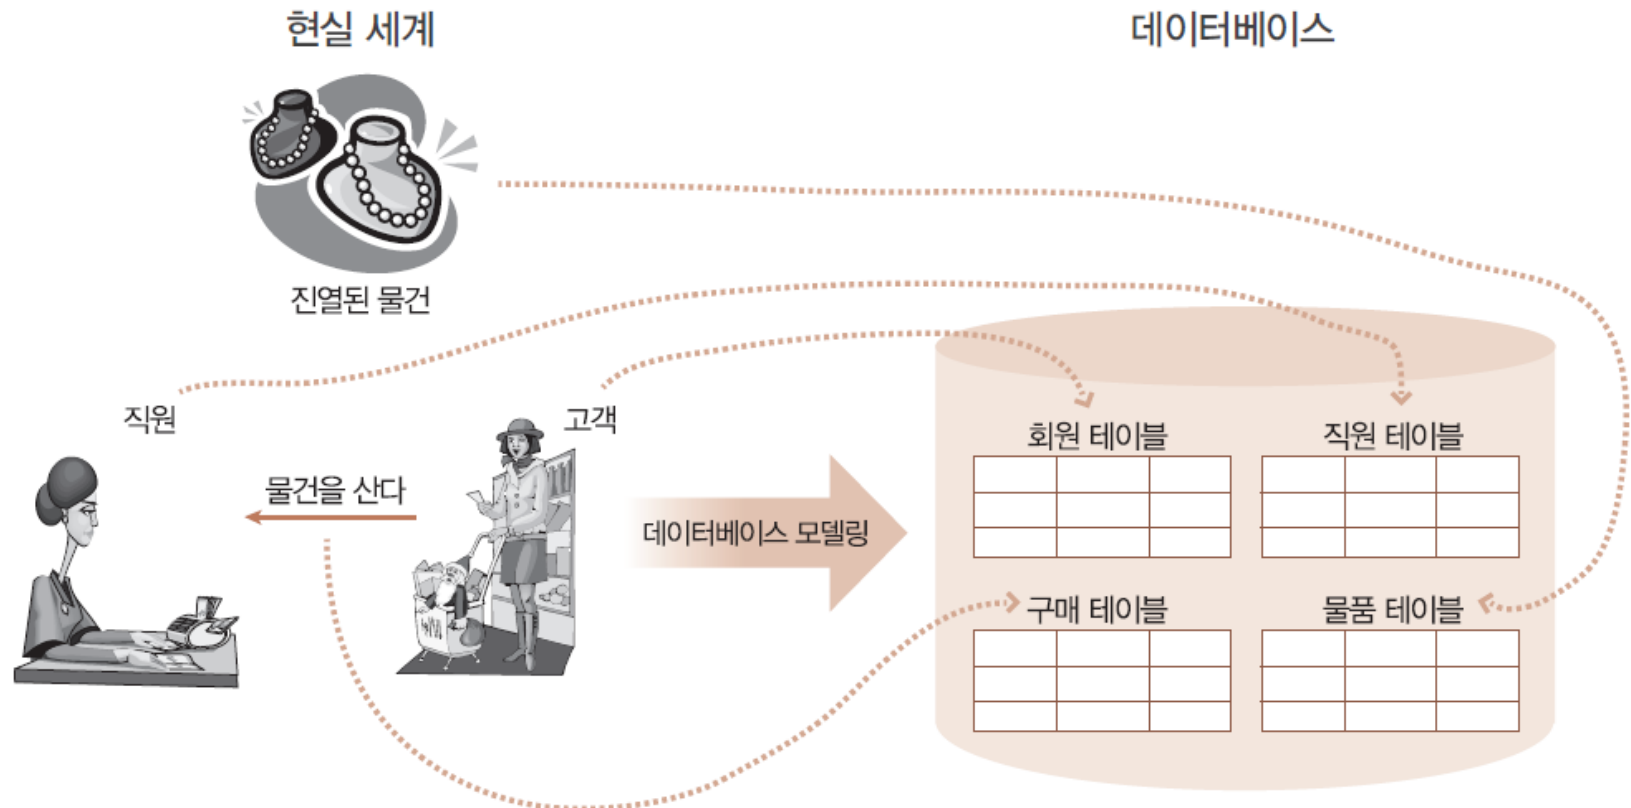 현실 세계
데이터베이스
진열된 물건
직원
고객
물건을 산다
데이터베이스 모델링
회원 테이블
직원 테이블
구매 테이블
물품 테이블